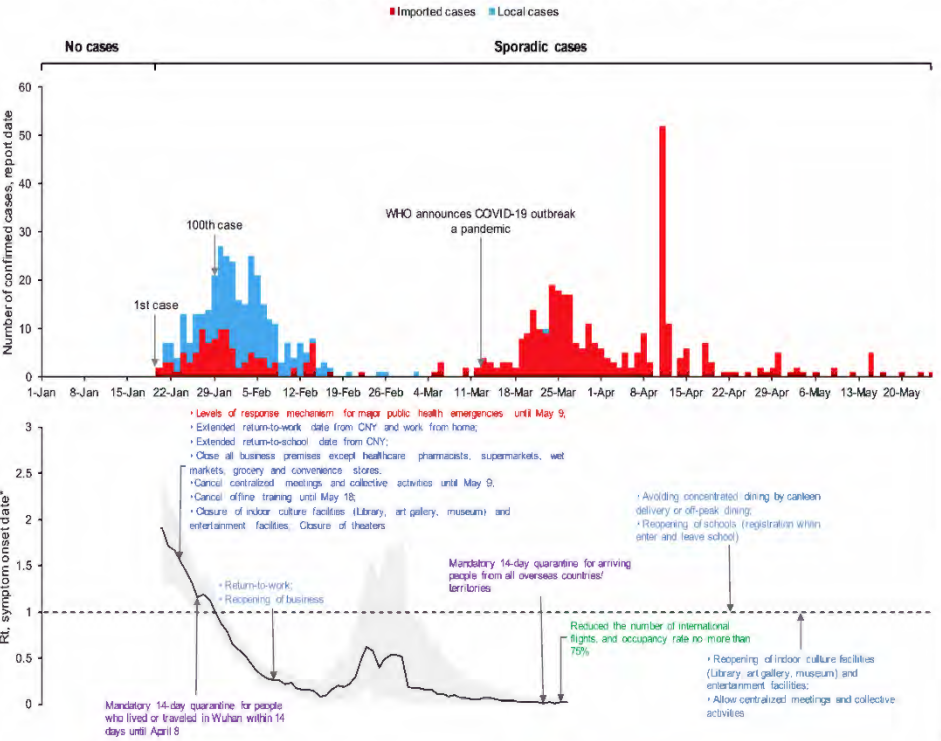 Imported cases Local cases
No cases Sporadic cases
Number of confirmed cases, report date
60
50
40
30
20
10
0
1st case
100th case
WHO announces COVID-19 outbreak
a pandemic
1-Jan 8-Jan 15-Jan 22-Jan 29-Jan 5-Feb 12-Feb 19-Feb 26-Feb 4-Mar 11-Mar 18-Mar 25-Mar 1-Apr 8-Apr 15-Apr 22-Apr 29-Apr 6-May 13-May 20-May
Rt, symptom onset date*
3
2.5
2
1.5
1
0.5
0
• Levels of response mechanism for major public health emergencies until May 9;
• Extended return-to-work date from CNY and work from home;
• Extended return-to-school date from CNY;
• Close all business premises except healthcare pharmacists, supermarkets, wet
markets, grocery and convenience stores.
• Cancel centralized meetings and collective activities until May 9.
• Cancel offline training until May 18;
• Closure of indoor culture facilities (Library, art gallery, museum) and
entertainment facilities; Closure of theaters
• Return-to-work;
• Reopening of business
Mandatory 14-day quarantine for people
who lived or traveled in Wuhan within 14
days until April 8
Mandatory 14-day quarantine for arriving
people from all overseas countries/
territories
Reduced the number of international
flights, and occupancy rate no more than
75%
• Avoiding concentrated dining by canteen
delivery or off-peak dining;
• Reopening of schools (registration when
enter and leave school)
• Reopening of indoor culture facilities
(Library, art gallery, museum) and
entertainment facilities;
• Allow centralized meetings and collective
activities